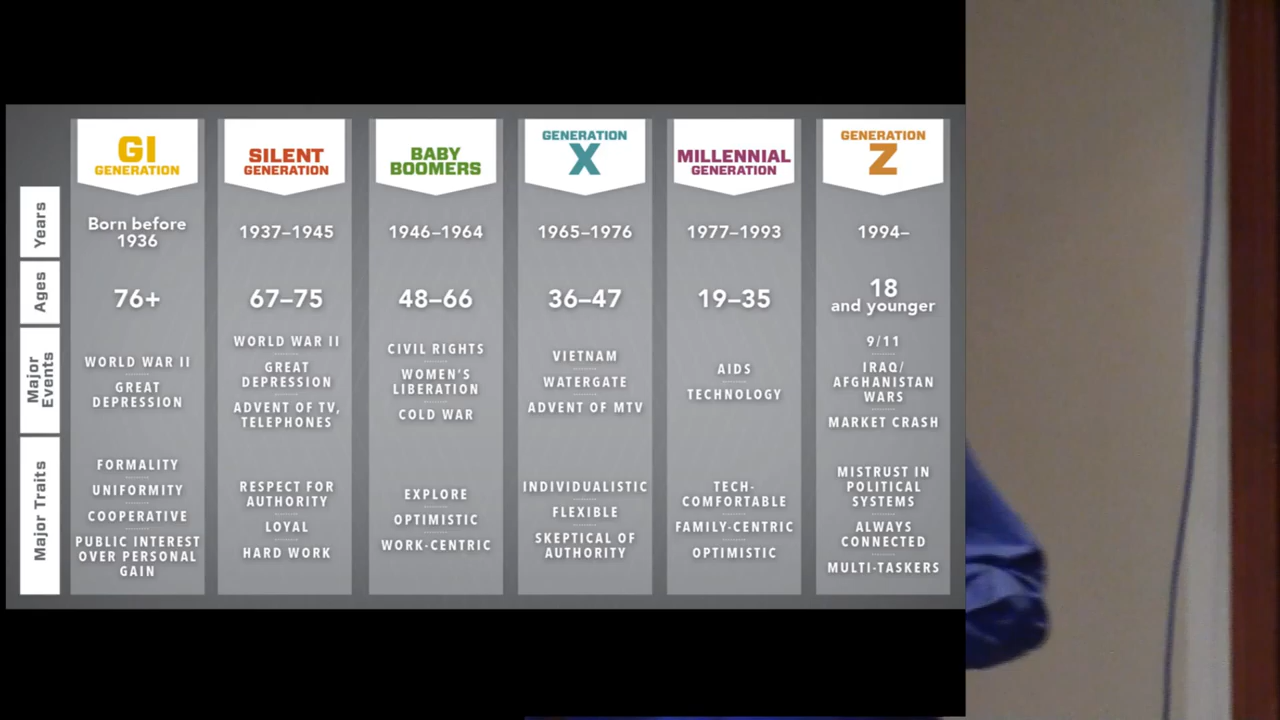 GI
GENERATION
SILENT
GENERATION
BABY
BOOMERS
GENERATION
X
MILLENNIAL
GENERATION
GENERATION
Z
Years
Born before
1936
1937–1945
1946–1964
1965–1976
1977–1993
1994–
Ages
76+
67–75
48–66
36–47
19–35
18
and younger
Major
Events
WORLD WAR II
GREAT
DEPRESSION
WORLD WAR II
GREAT
DEPRESSION
ADVENT OF TV,
TELEPHONES
CIVIL RIGHTS
WOMEN'S
LIBERATION
COLD WAR
VIETNAM
WATERGATE
ADVENT OF MTV
AIDS
TECHNOLOGY
9/11
IRAQ/
AFGHANISTAN
WARS
MARKET CRASH
Major Traits
FORMALITY
UNIFORMITY
COOPERATIVE
PUBLIC INTEREST
OVER PERSONAL
GAIN
RESPECT FOR
AUTHORITY
LOYAL
HARD WORK
EXPLORE
OPTIMISTIC
WORK-CENTRIC
INDIVIDUALISTIC
FLEXIBLE
SKEPTICAL OF
AUTHORITY
TECH-
COMFORTABLE
FAMILY-CENTRIC
OPTIMISTIC
MISTRUST IN
POLITICAL
SYSTEMS
ALWAYS
CONNECTED
MULTI-TASKERS